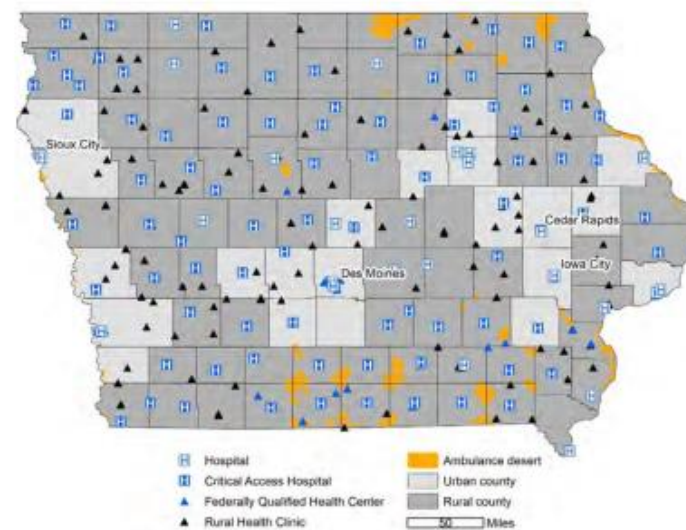 Sioux City
Cedar Rapids
Des Moines
Iowa City
H Hospital
H Critical Access Hospital
Federally Qualified Health Center
Rural Health Clinic
Ambulance desert
Urban county
Rural county
50 Miles